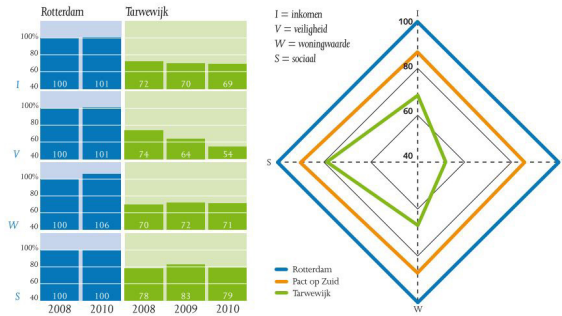 Rotterdam Tarwewijk
100%
80
60
I 40 100 101 72 70 69
100%
80
60
V 40 100 101 74 64 54
100%
80
60
W 40 100 106 70 72 71
100%
80
60
S 40 100 100 78 83 79
2008 2010 2008 2009 2010
I = inkomen
V = veiligheid
W = woningwaarde
S = sociaal
I
100
80
60
40
S
W
Rotterdam
Pact op Zuid
Tarwewijk